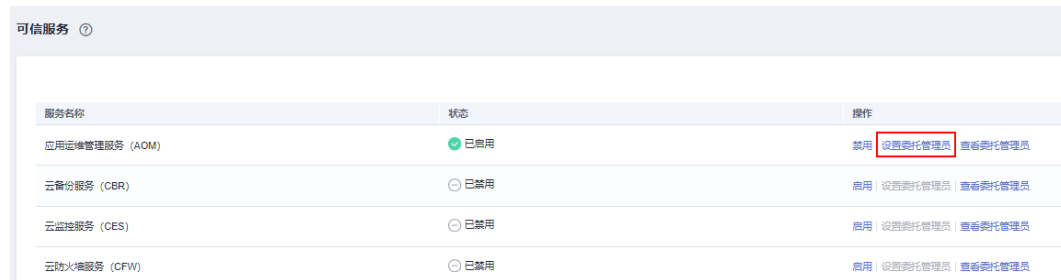 可信服务 ?
服务名称 状态 操作
应用运维管理服务（AOM） 已启用 禁用 设置委托管理员 查看委托管理员
云备份服务（CBR） 已禁用 启用 | 设置委托管理员 | 查看委托管理员
云监控服务（CES） 已禁用 启用 | 设置委托管理员 | 查看委托管理员
云防火墙服务（CFW） 已禁用 启用 | 设置委托管理员 | 查看委托管理员